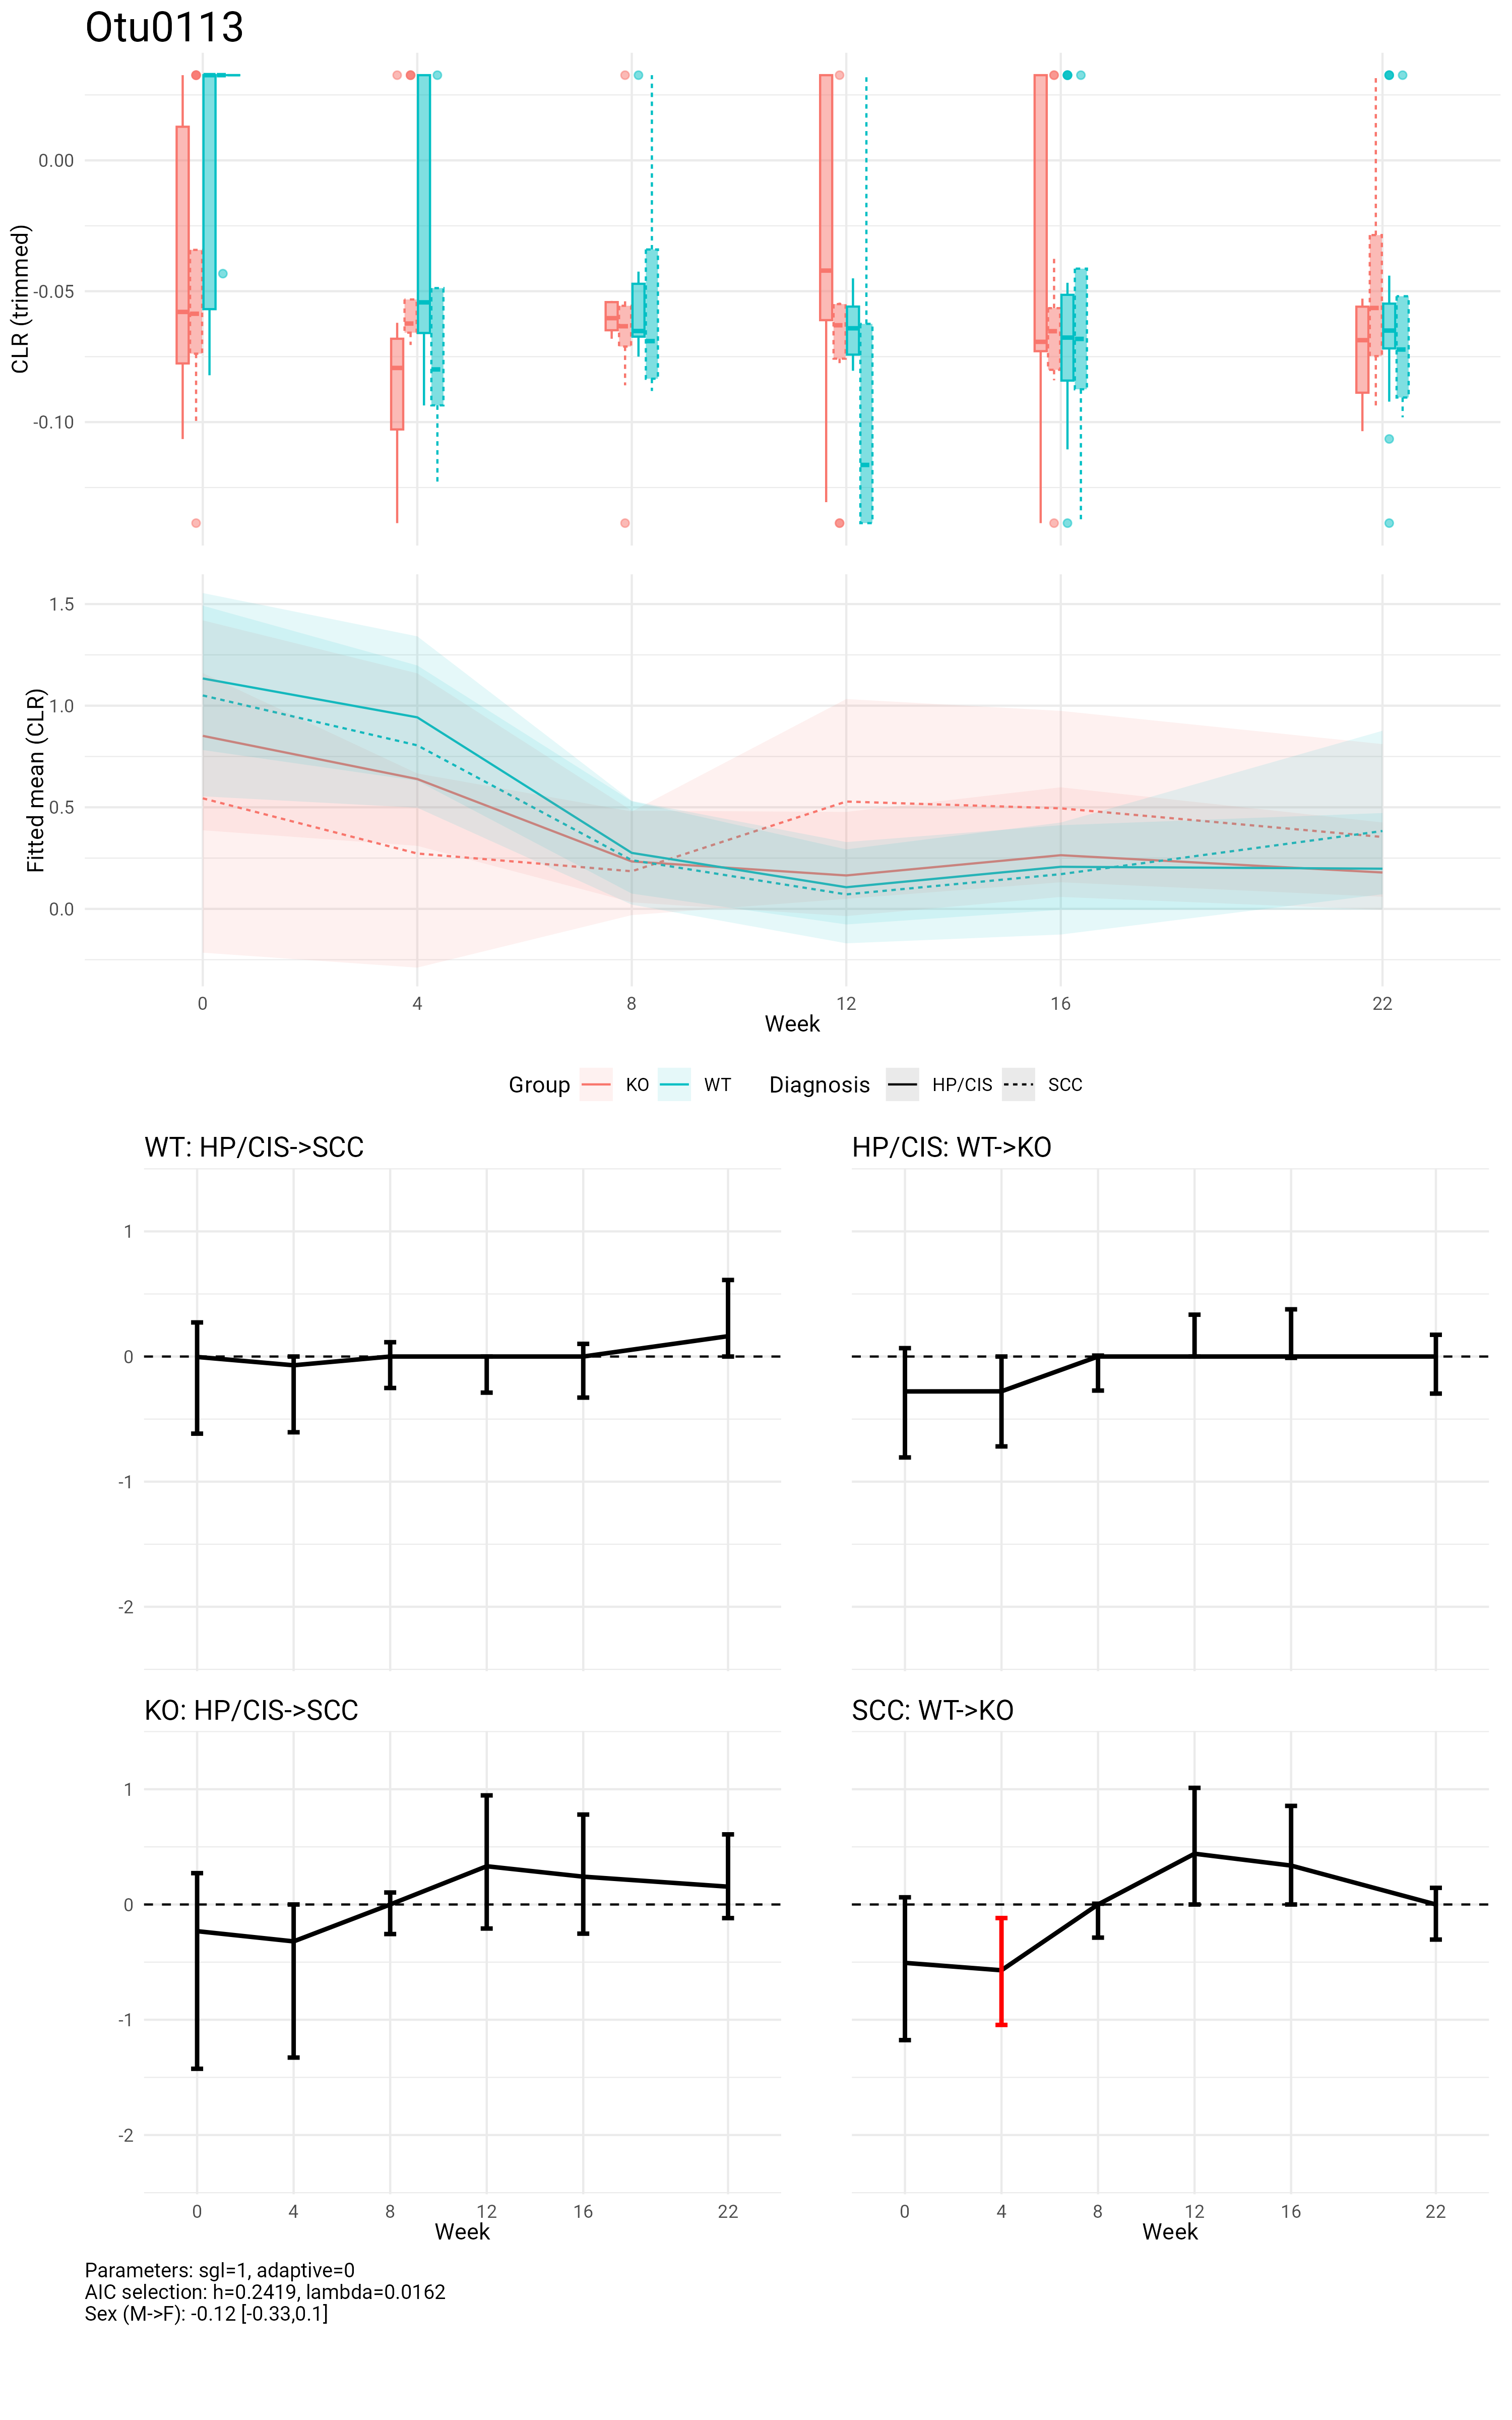 Otu0113
CLR (trimmed)
0.00
-0.05
-0.10
Fitted mean (CLR)
1.5
1.0
0.5
0.0
0 4 8 12 16 22
Week
Group KO WT Diagnosis HP/CIS SCC
WT: HP/CIS->SCC
1
0
-1
-2
HP/CIS: WT->KO
KO: HP/CIS->SCC
1
0
-1
-2
0 4 8 12 16 22
Week
SCC: WT->KO
0 4 8 12 16 22
Week
Parameters: sgl=1, adaptive=0
AIC selection: h=0.2419, lambda=0.0162
Sex (M->F): -0.12 [-0.33,0.1]